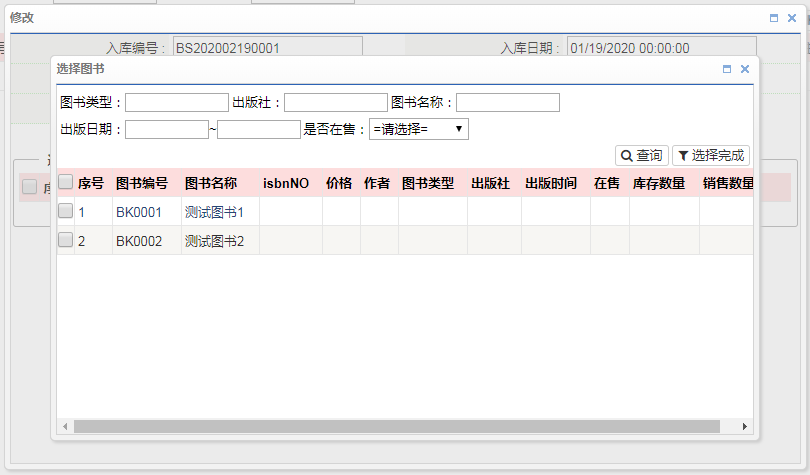 修改
入库编号： BS202002190001 入库日期： 01/19/2020 00:00:00
选择图书
图书类型： 出版社： 图书名称：
出版日期： ~ 是否在售： =请选择=
查询 选择完成
序号 图书编号 图书名称 isbnNO 价格 作者 图书类型 出版社 出版时间 在售 库存数量 销售数量
1 BK0001 测试图书1
2 BK0002 测试图书2